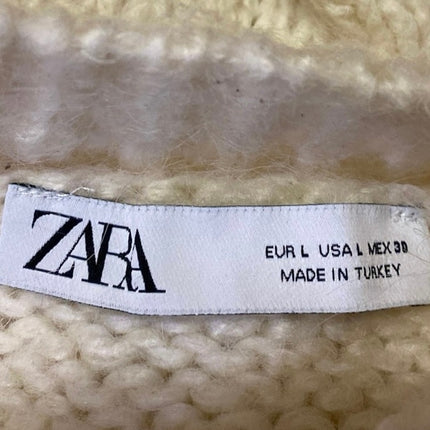 ZARA
EUR L USA L MEX 30
MADE IN TURKEY